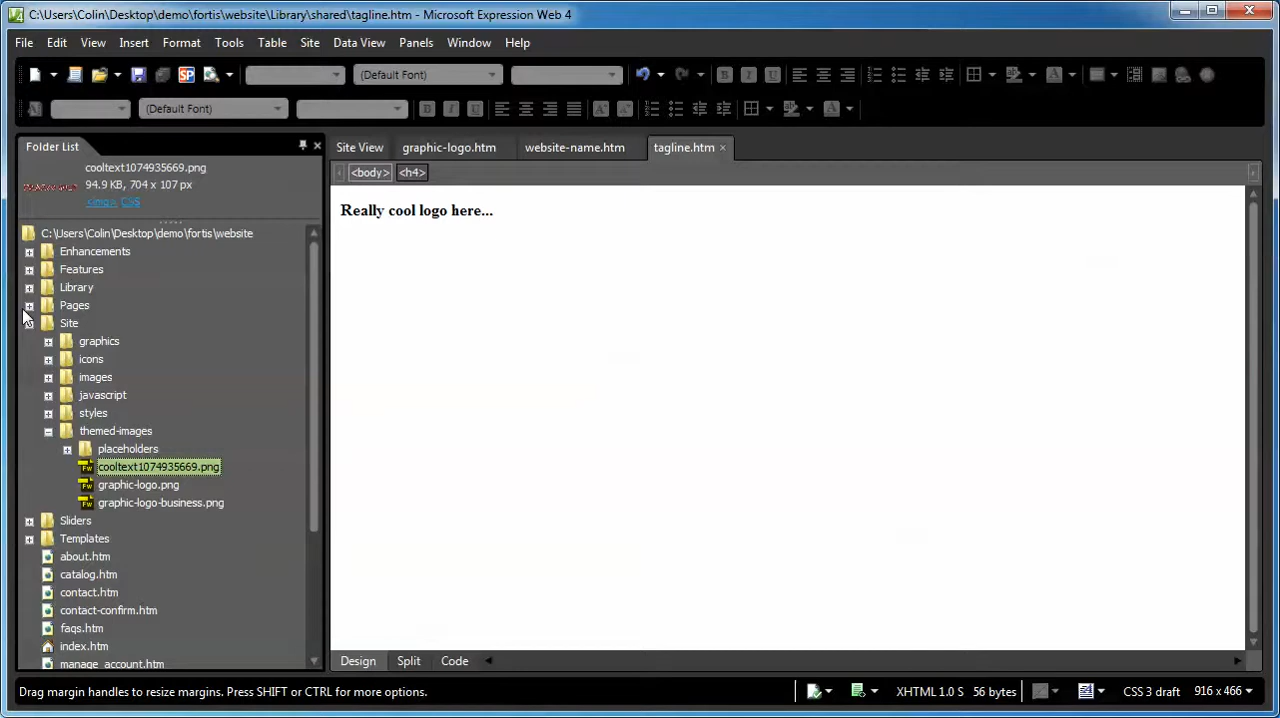 C:\Users\Colin\Desktop\demo\fortis\website\Library\shared\tagline.htm - Microsoft Expression Web 4
File Edit View Insert Format Tools Table Site Data View Panels Window Help
(Default Font)
(Default Font)
Folder List
Site View graphic-logo.htm website-name.htm tagline.htm
cooltext1074935669.png
94.9 KB, 704 x 107 px
<img> CSS
<body> <h4>
Really cool logo here...
C:\Users\Colin\Desktop\demo\fortis\website
Enhancements
Features
Library
Pages
Site
graphics
icons
images
javascript
styles
themed-images
placeholders
cooltext1074935669.png
graphic-logo.png
graphic-logo-business.png
Sliders
Templates
about.htm
catalog.htm
contact.htm
contact-confirm.htm
faqs.htm
index.htm
manage_account.htm
Design Split Code
Drag margin handles to resize margins. Press SHIFT or CTRL for more options.
XHTML 1.0 S 56 bytes CSS 3 draft 916 x 466